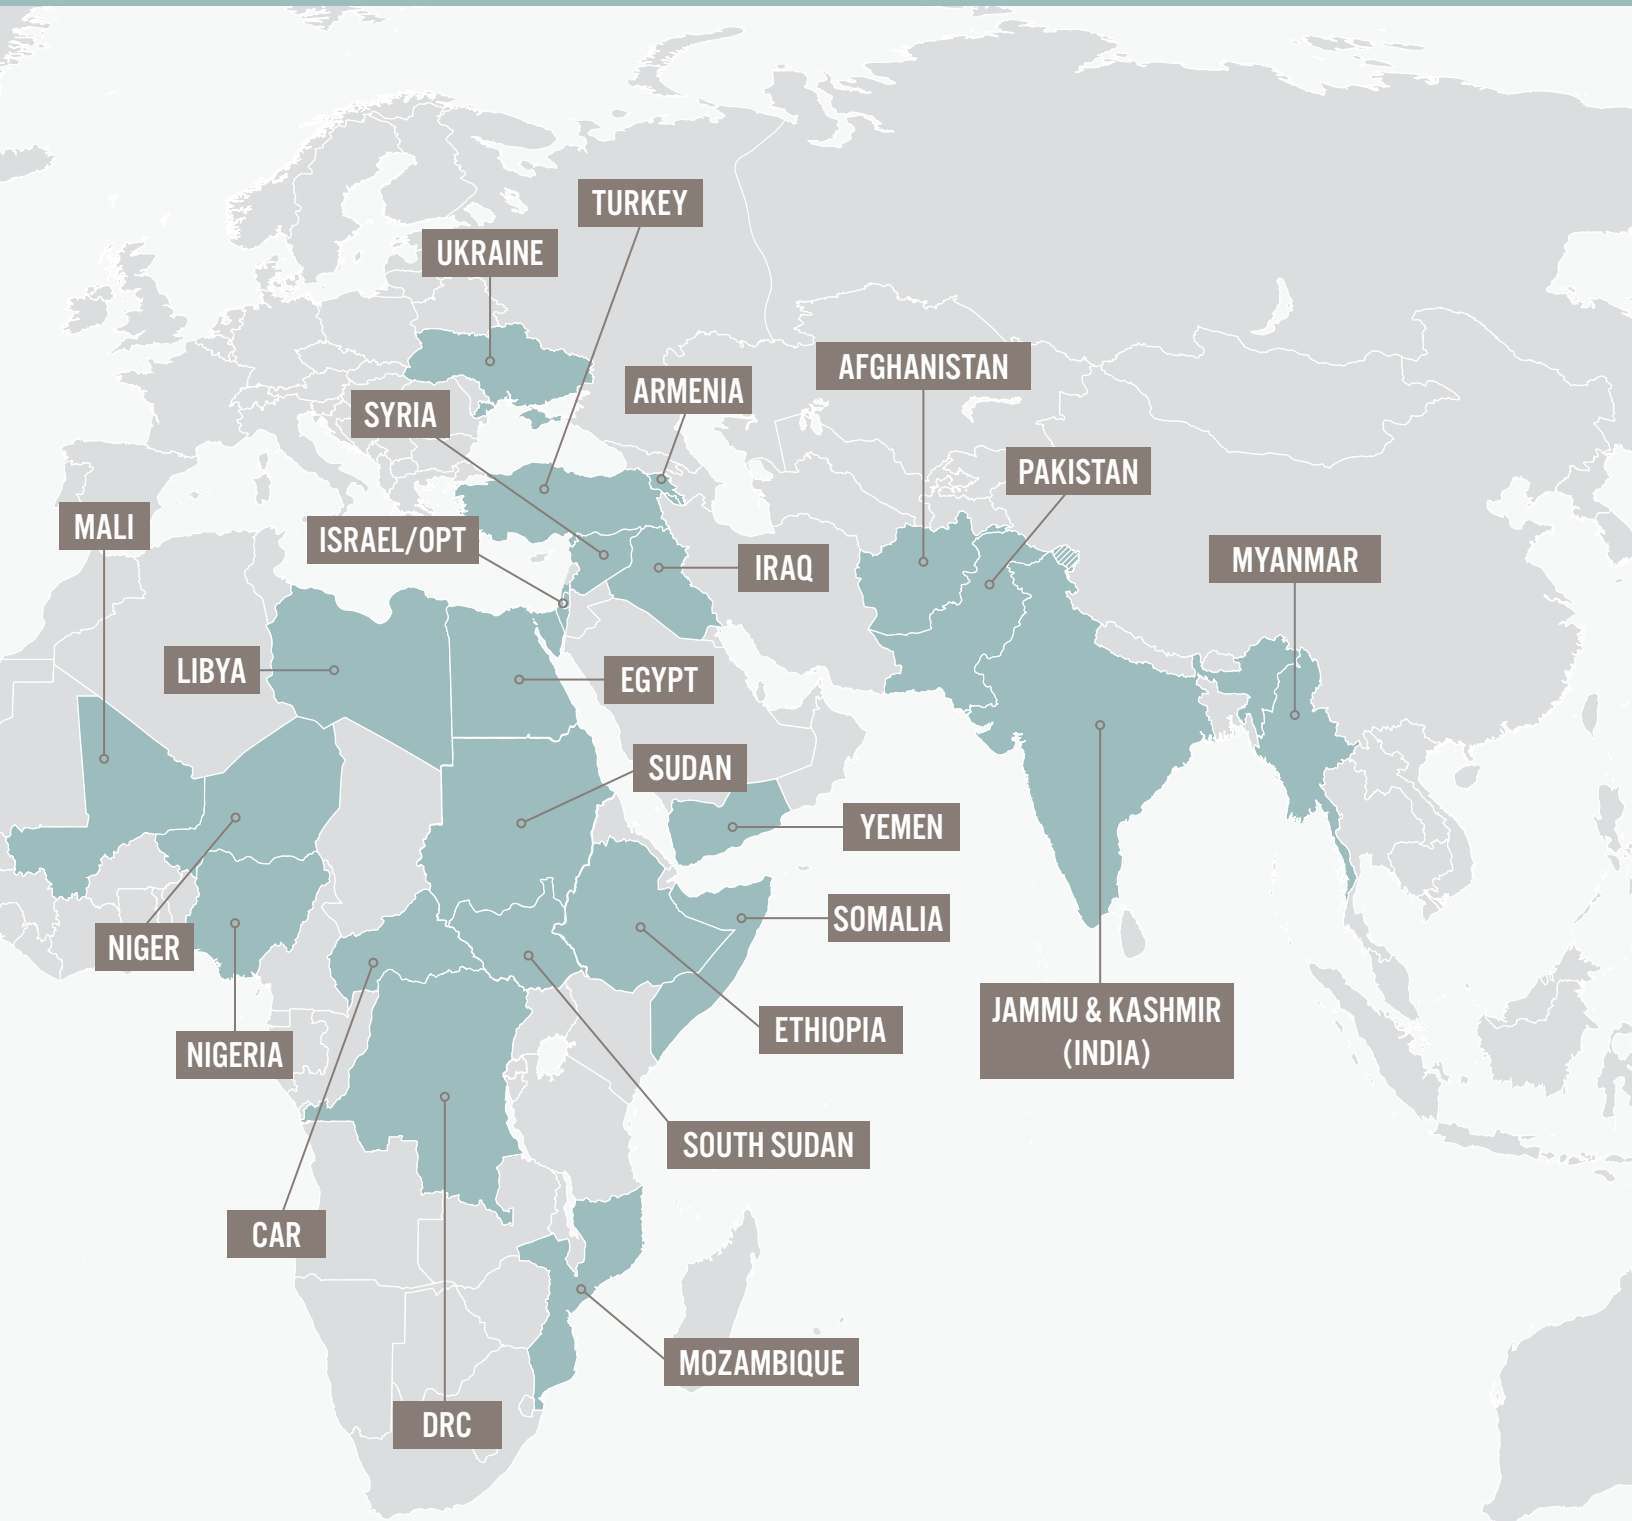 TURKEY
UKRAINE
AFGHANISTAN
ARMENIA
SYRIA
PAKISTAN
MALI
ISRAEL/OPT
IRAQ
MYANMAR
LIBYA
EGYPT
SUDAN
YEMEN
SOMALIA
NIGER
JAMMU & KASHMIR
(INDIA)
ETHIOPIA
NIGERIA
SOUTH SUDAN
CAR
MOZAMBIQUE
DRC